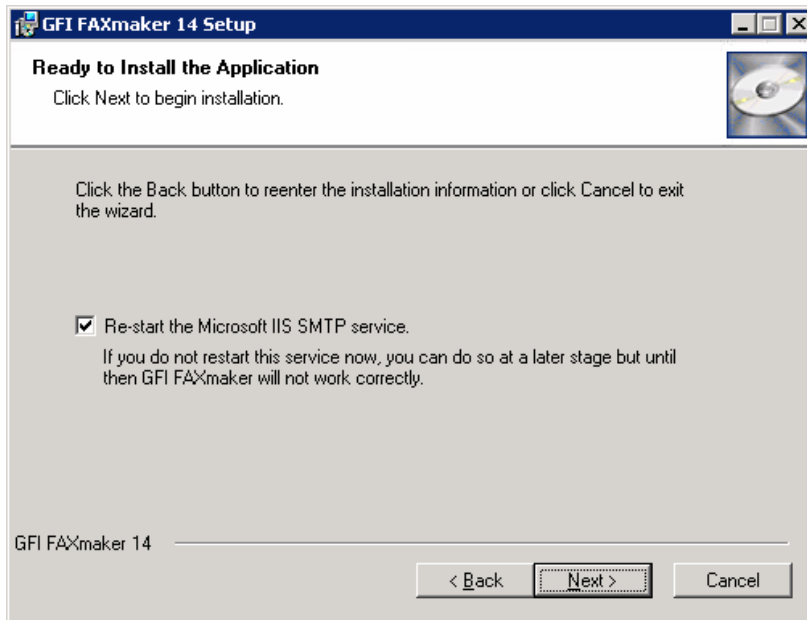 GFI FAXmaker 14 Setup
Ready to Install the Application
Click Next to begin installation.
Click the Back button to reenter the installation information or click Cancel to exit
the wizard.
Re-start the Microsoft IIS SMTP service.
If you do not restart this service now, you can do so at a later stage but until
then GFI FAXmaker will not work correctly.
GFI FAXmaker 14
< Back Next > Cancel